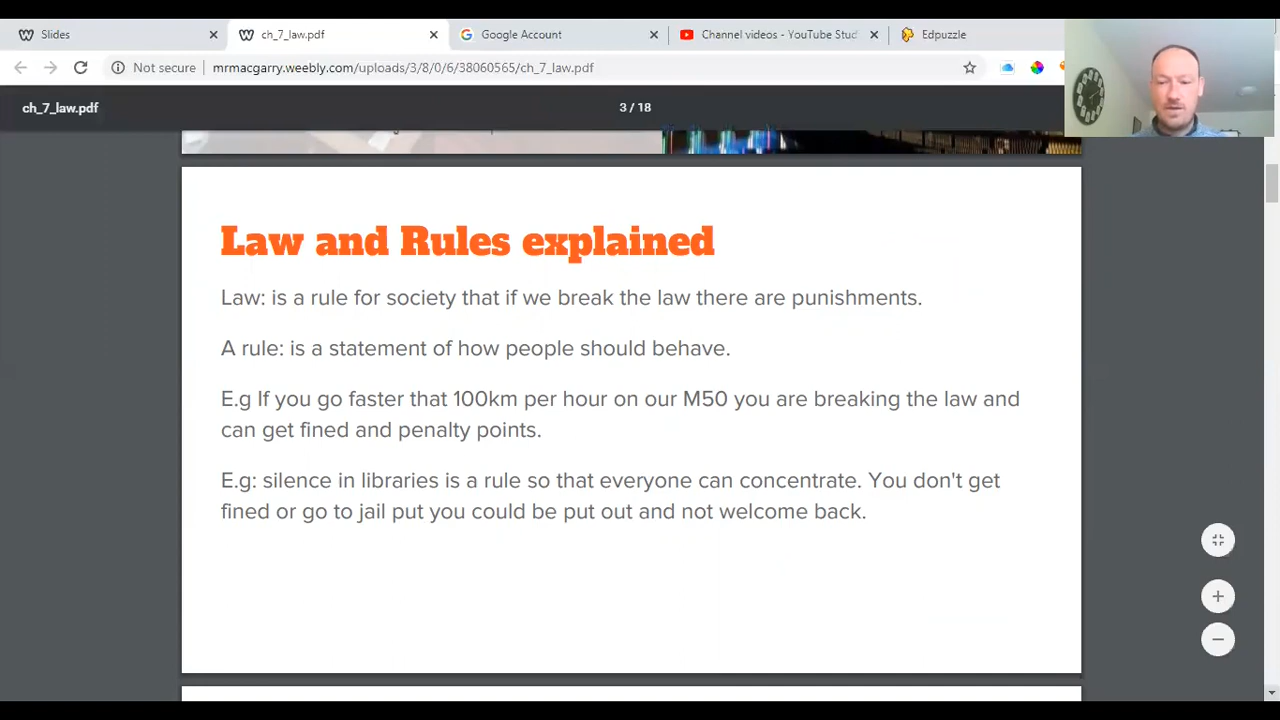 Slides
ch_7_law.pdf
Google Account
Channel videos - YouTube Stud
Edpuzzle
Not secure
mrmacgarry.weebly.com/uploads/3/8/0/6/38060565/ch_7_law.pdf
ch_7_law.pdf
3 / 18
Law and Rules explained
Law: is a rule for society that if we break the law there are punishments.
A rule: is a statement of how people should behave.
E.g If you go faster that 100km per hour on our M50 you are breaking the law and
can get fined and penalty points.
E.g: silence in libraries is a rule so that everyone can concentrate. You don't get
fined or go to jail put you could be put out and not welcome back.